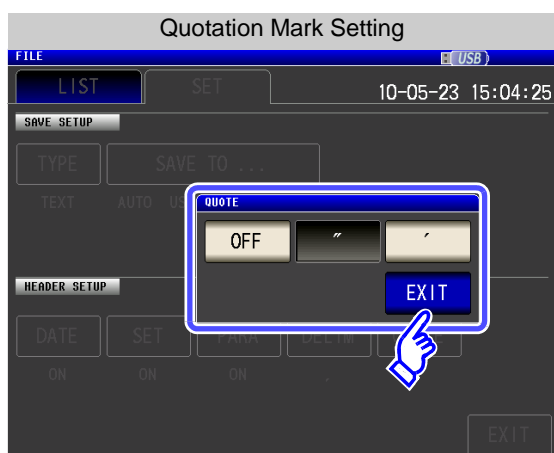 Quotation Mark Setting
FILE USB
LIST SET 10-05-23 15:04:25
SAVE SETUP
TYPE SAVE TO ...
TEXT AUTO
QUOTE
OFF " '
HEADER SETUP EXIT
DATE SET PARA DELIM
ON ON ON .
EXIT